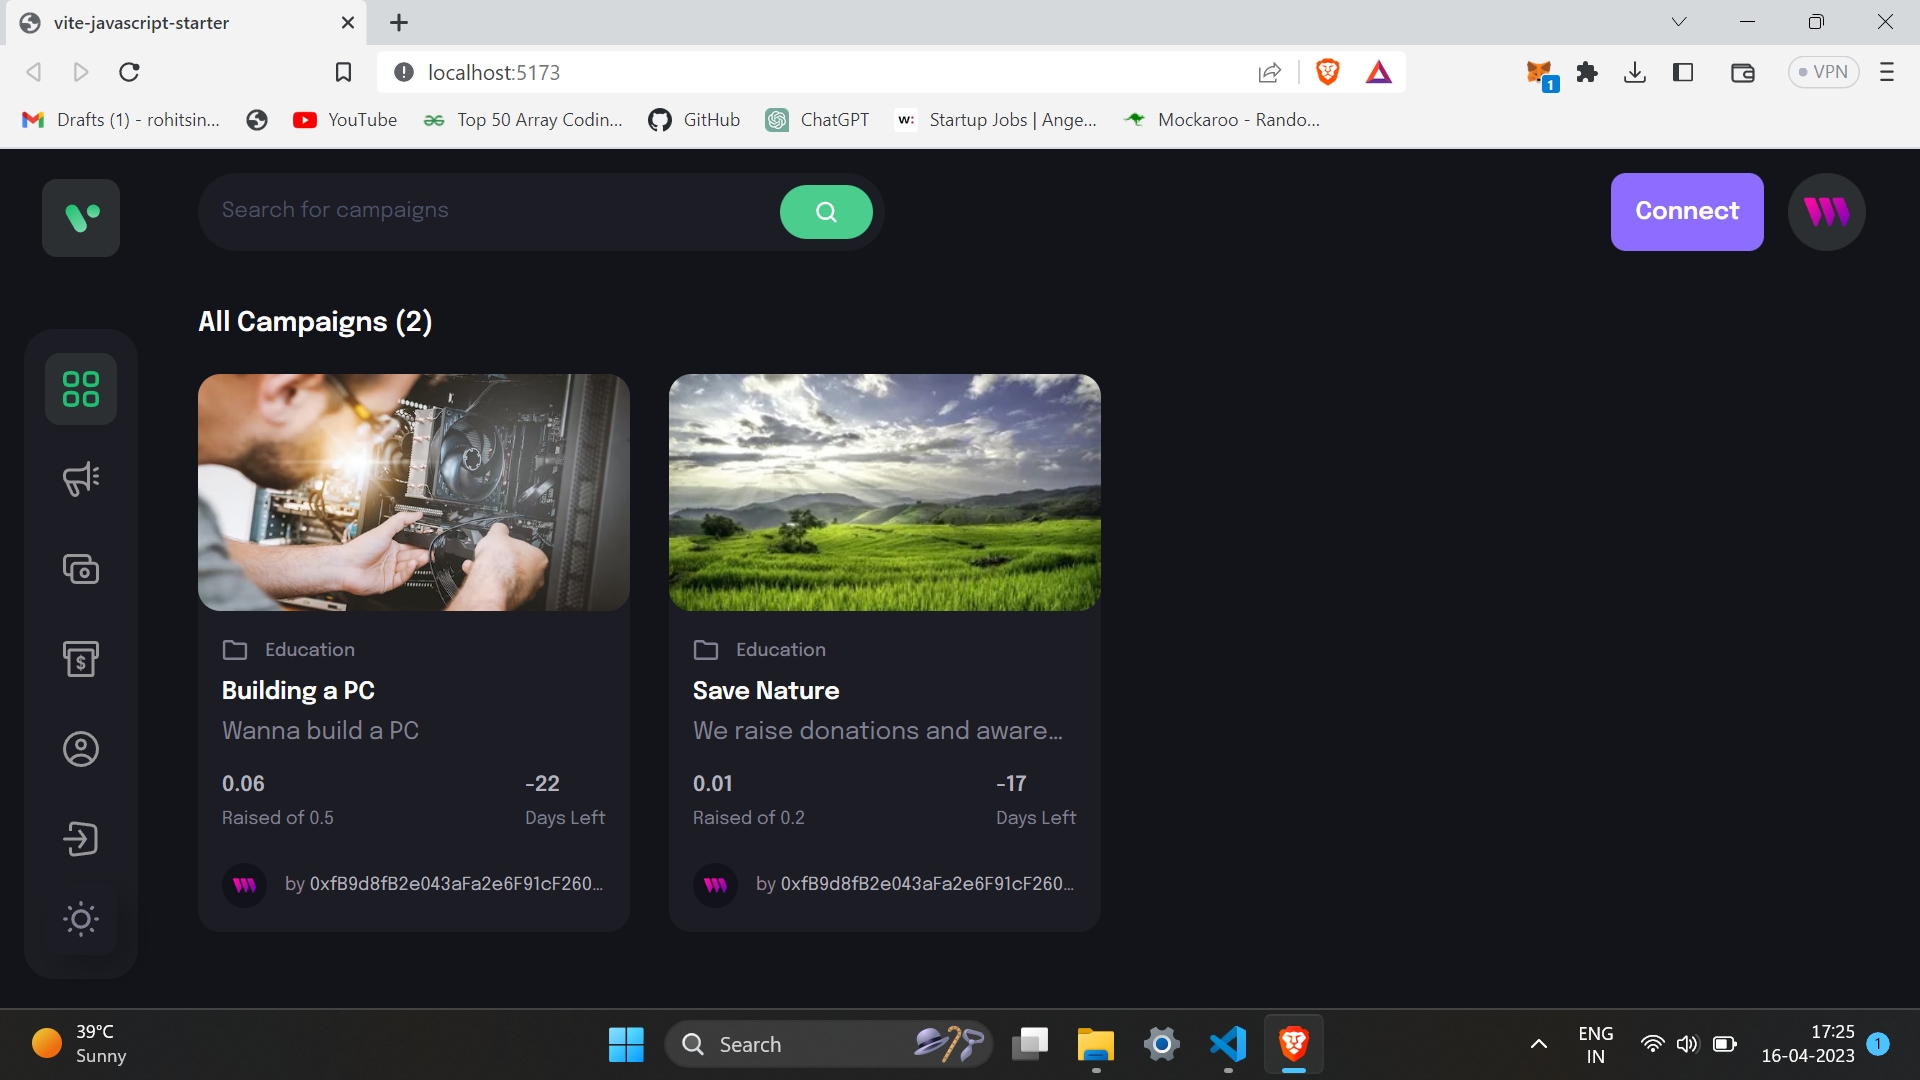 vite-javascript-starter
localhost:5173
1
VPN
Drafts (1) - rohitsin...
YouTube
Top 50 Array Codin...
GitHub
ChatGPT
w:
Startup Jobs | Ange...
Mockaroo - Rando...
Search for campaigns
Connect
All Campaigns (2)
Education
Building a PC
Wanna build a PC
0.06
-22
Raised of 0.5
Days Left
by 0xfB9d8fB2e043aFa2e6F91cF260...
Education
Save Nature
We raise donations and aware...
0.01
-17
Raised of 0.2
Days Left
by 0xfB9d8fB2e043aFa2e6F91cF260...
39°C
Sunny
Search
ENG
IN
17:25
16-04-2023
1